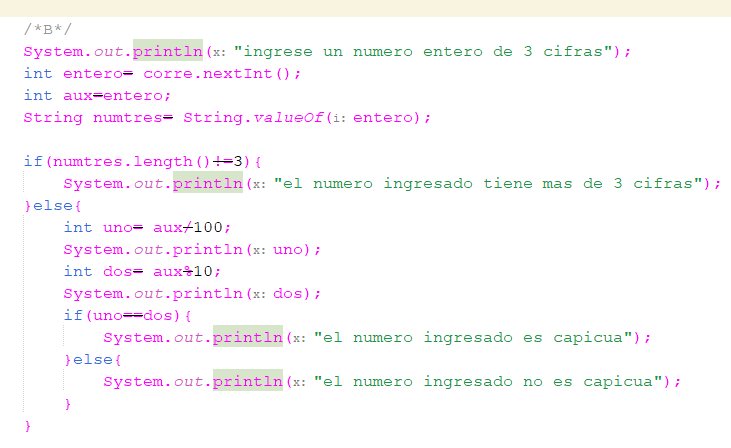 /*B*/
System.out.println(x: "ingrese un numero entero de 3 cifras");
int entero= corre.nextInt();
int aux=entero;
String numtres= String.valueOf(i: entero);
if(numtres.length()!=3){
System.out.println(x: "el numero ingresado tiene mas de 3 cifras");
}else{
int uno= aux/100;
System.out.println(x: uno);
int dos= aux%10;
System.out.println(x: dos);
if(uno==dos){
System.out.println(x: "el numero ingresado es capicua");
}else{
System.out.println(x: "el numero ingresado no es capicua");
}
}